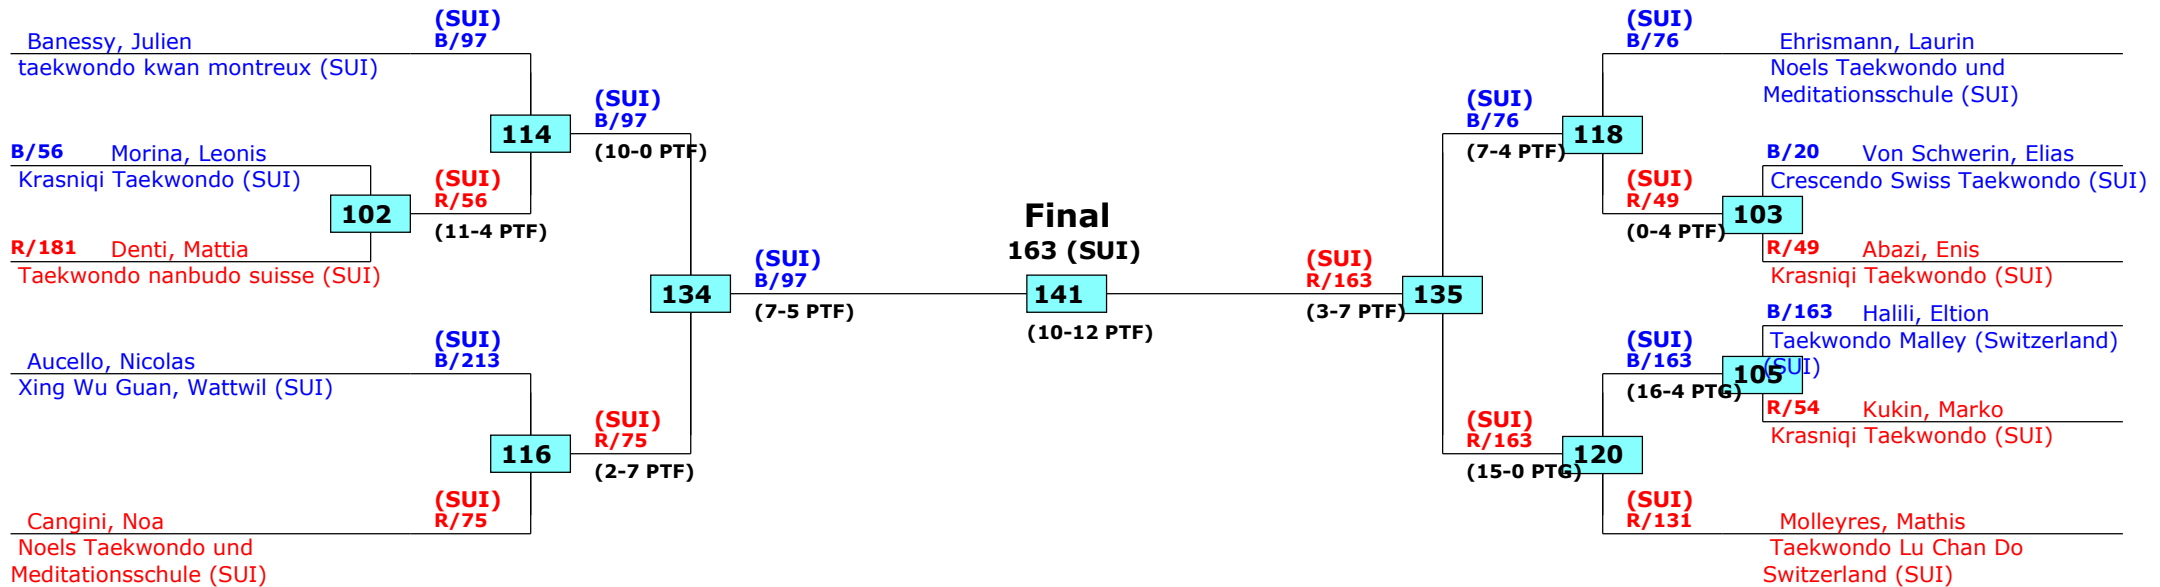 (SUI)
Banessy, Julien
B/97
taekwondo kwan montreux (SUI)
114
(SUI)
B/97
(10-0 PTF)
B/56
Morina, Leonis
Krasniqi Taekwondo (SUI)
102
(SUI)
R/56
(11-4 PTF)
R/181
Denti, Mattia
Taekwondo nanbudo suisse (SUI)
134
(SUI)
B/97
(7-5 PTF)
(SUI)
Aucello, Nicolas
B/213
Xing Wu Guan, Wattwil (SUI)
116
(SUI)
R/75
(2-7 PTF)
(SUI)
Cangini, Noa
R/75
Noels Taekwondo und
Meditationsschule (SUI)
Final
163 (SUI)
141
(10-12 PTF)
(SUI)
R/163
(3-7 PTF)
135
(SUI)
B/76
(7-4 PTF)
118
(SUI)
B/76
Ehrismann, Laurin
Noels Taekwondo und
Meditationsschule (SUI)
B/20
Von Schwerin, Elias
Crescendo Swiss Taekwondo (SUI)
(SUI)
R/49
(0-4 PTF)
103
R/49
Abazi, Enis
Krasniqi Taekwondo (SUI)
B/163
Halili, Eltion
Taekwondo Malley (Switzerland)
(SUI)
(SUI)
B/163
(16-4 PTG)
105
R/54
Kukin, Marko
Krasniqi Taekwondo (SUI)
(SUI)
R/163
(15-0 PTG)
120
(SUI)
R/131
Molleyres, Mathis
Taekwondo Lu Chan Do
Switzerland (SUI)